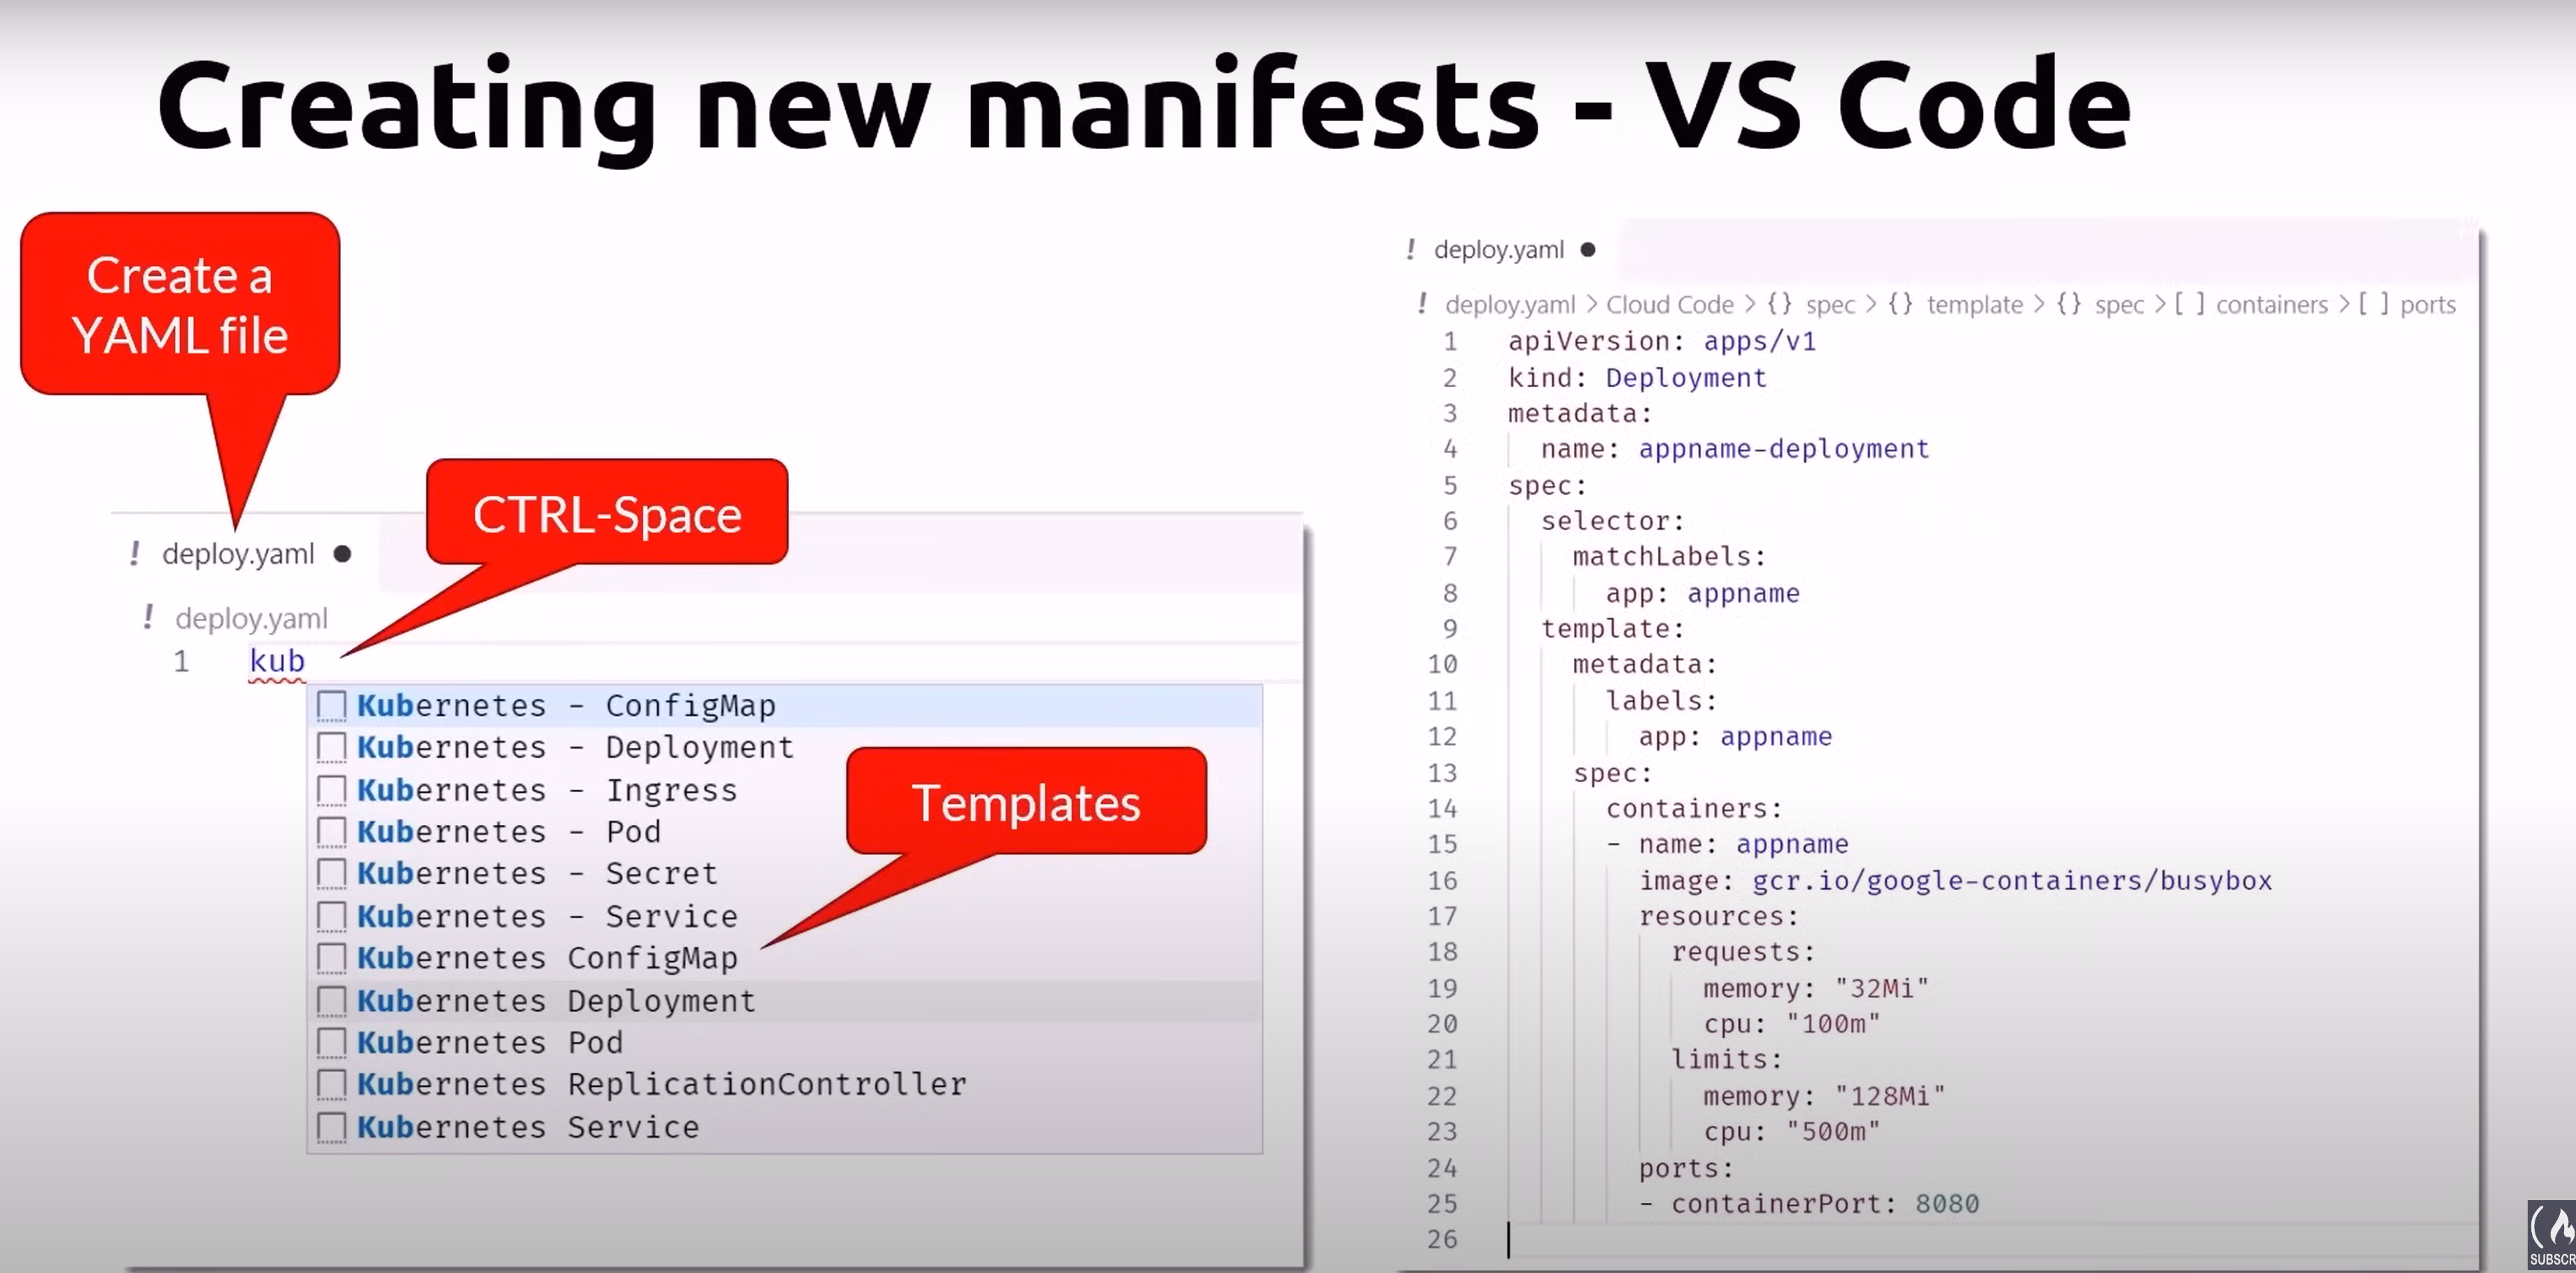 Creating new manifests - VS Code
Create a
YAML file
CTRL-Space
! deploy.yaml ●
! deploy.yaml
1 kub
Kubernetes - ConfigMap
Kubernetes - Deployment
Kubernetes - Ingress
Kubernetes - Pod
Kubernetes - Secret
Kubernetes - Service
Kubernetes ConfigMap
Kubernetes Deployment
Kubernetes Pod
Kubernetes ReplicationController
Kubernetes Service
Templates
! deploy.yaml ●
! deploy.yaml > Cloud Code > {} spec > {} template > {} spec > [ ] containers > [ ] ports
1 apiVersion: apps/v1
2 kind: Deployment
3 metadata:
4   name: appname-deployment
5 spec:
6   selector:
7     matchLabels:
8       app: appname
9   template:
10     metadata:
11       labels:
12         app: appname
13     spec:
14       containers:
15       - name: appname
16         image: gcr.io/google-containers/busybox
17         resources:
18           requests:
19             memory: "32Mi"
20             cpu: "100m"
21           limits:
22             memory: "128Mi"
23             cpu: "500m"
24         ports:
25         - containerPort: 8080
26
SUBSCR